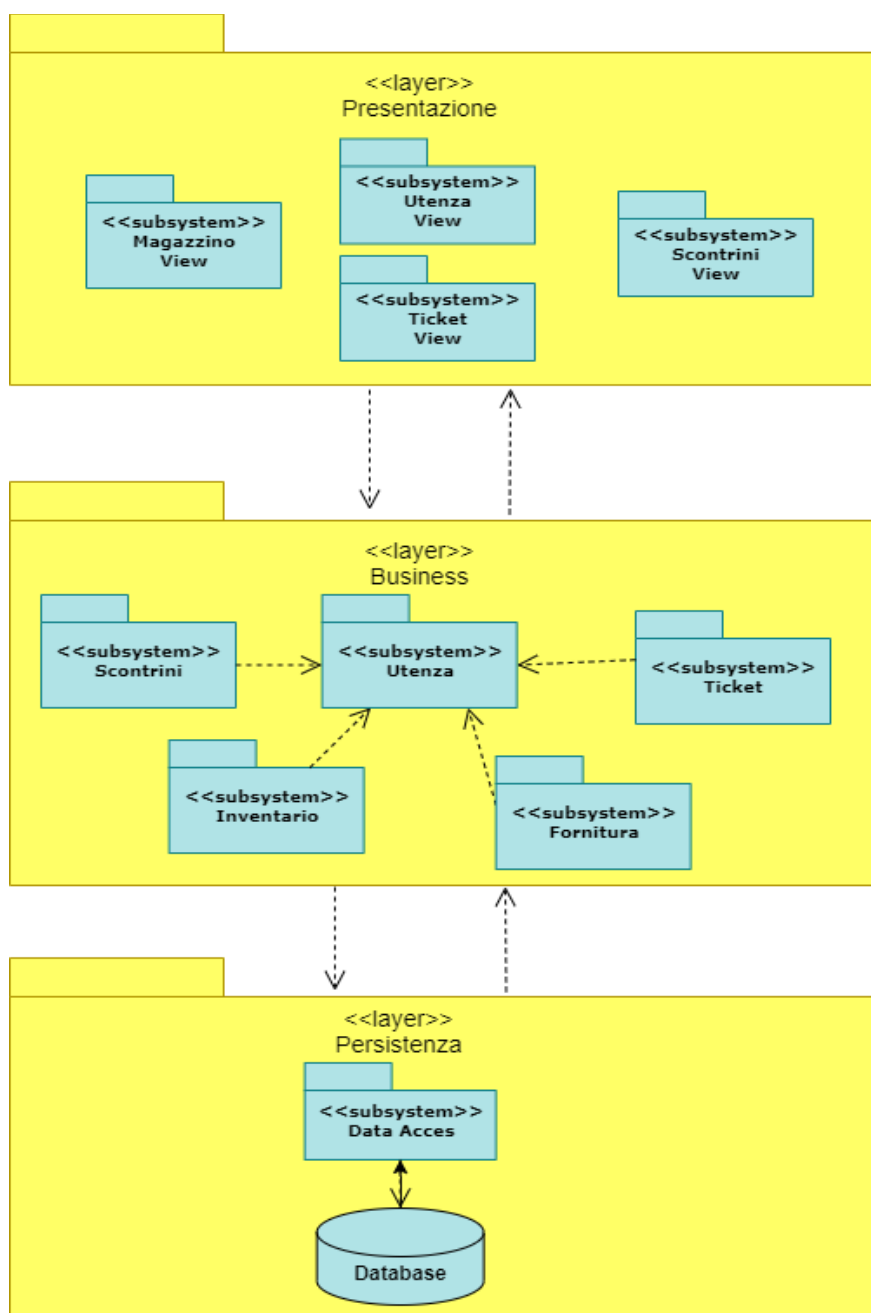 <<layer>>
Presentazione
<<subsystem>>
Magazzino
View
<<subsystem>>
Utenza
View
<<subsystem>>
Ticket
View
<<subsystem>>
Scontrini
View
<<layer>>
Business
<<subsystem>>
Scontrini
<<subsystem>>
Utenza
<<subsystem>>
Ticket
<<subsystem>>
Inventario
<<subsystem>>
Fornitura
<<layer>>
Persistenza
<<subsystem>>
Data Acces
Database